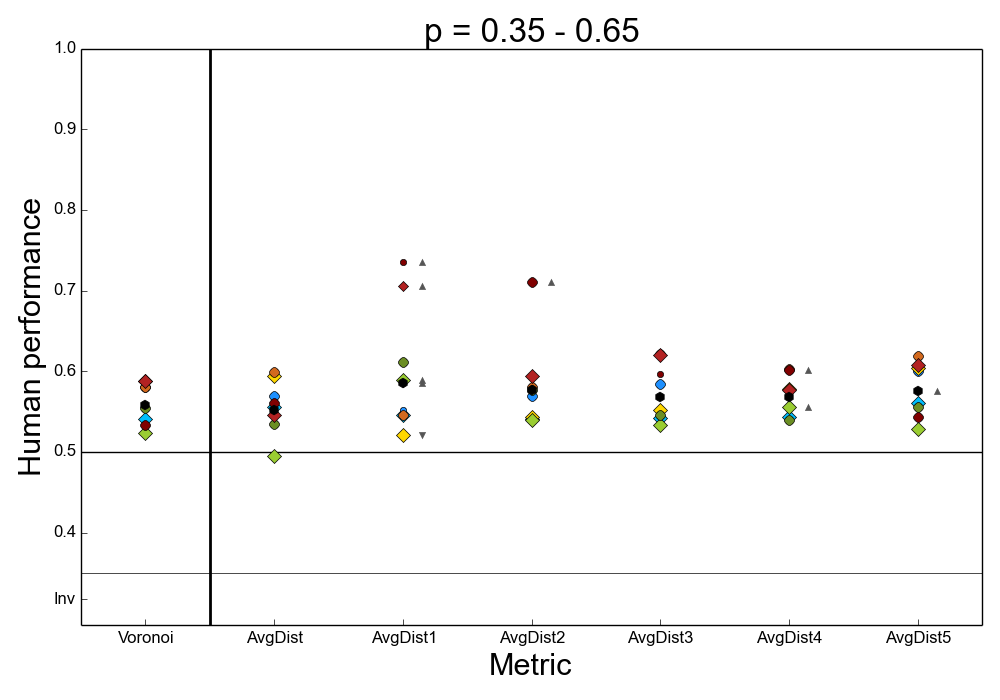 p = 0.35 - 0.65
Human performance
1.0
0.9
0.8
0.7
0.6
0.5
0.4
Inv
Voronoi AvgDist AvgDist1 AvgDist2 AvgDist3 AvgDist4 AvgDist5
Metric